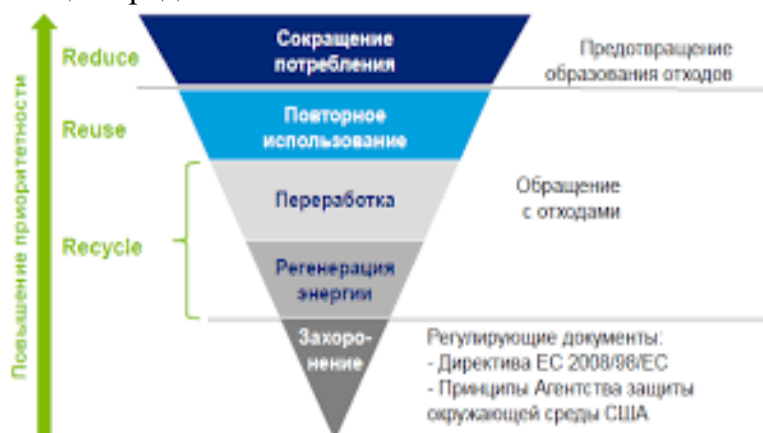 Повышение приоритетности
Reduce
Сокращение
потребления
Предотвращение
образования отходов
Reuse
Повторное
использование
Recycle
Переработка
Обращение
с отходами
Регенерация
энергии
Захоро-
нение
Регулирующие документы:
- Директива ЕС 2008/98/ЕС
- Принципы Агентства защиты
окружающей среды США